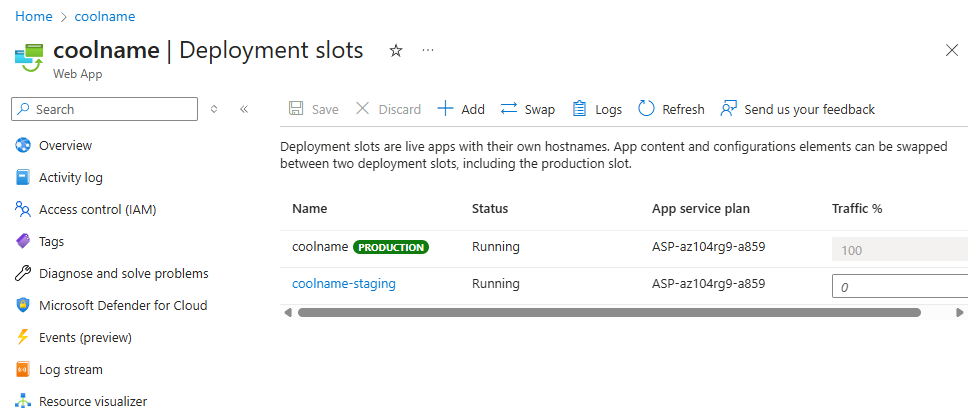 Home > coolname
coolname | Deployment slots
Web App
Search
Save Discard Add Swap Logs Refresh Send us your feedback
Overview
Activity log
Access control (IAM)
Tags
Diagnose and solve problems
Microsoft Defender for Cloud
Events (preview)
Log stream
Resource visualizer
Deployment slots are live apps with their own hostnames. App content and configurations elements can be swapped
between two deployment slots, including the production slot.
Name Status App service plan Traffic %
coolname PRODUCTION Running ASP-az104rg9-a859 100
coolname-staging Running ASP-az104rg9-a859 0